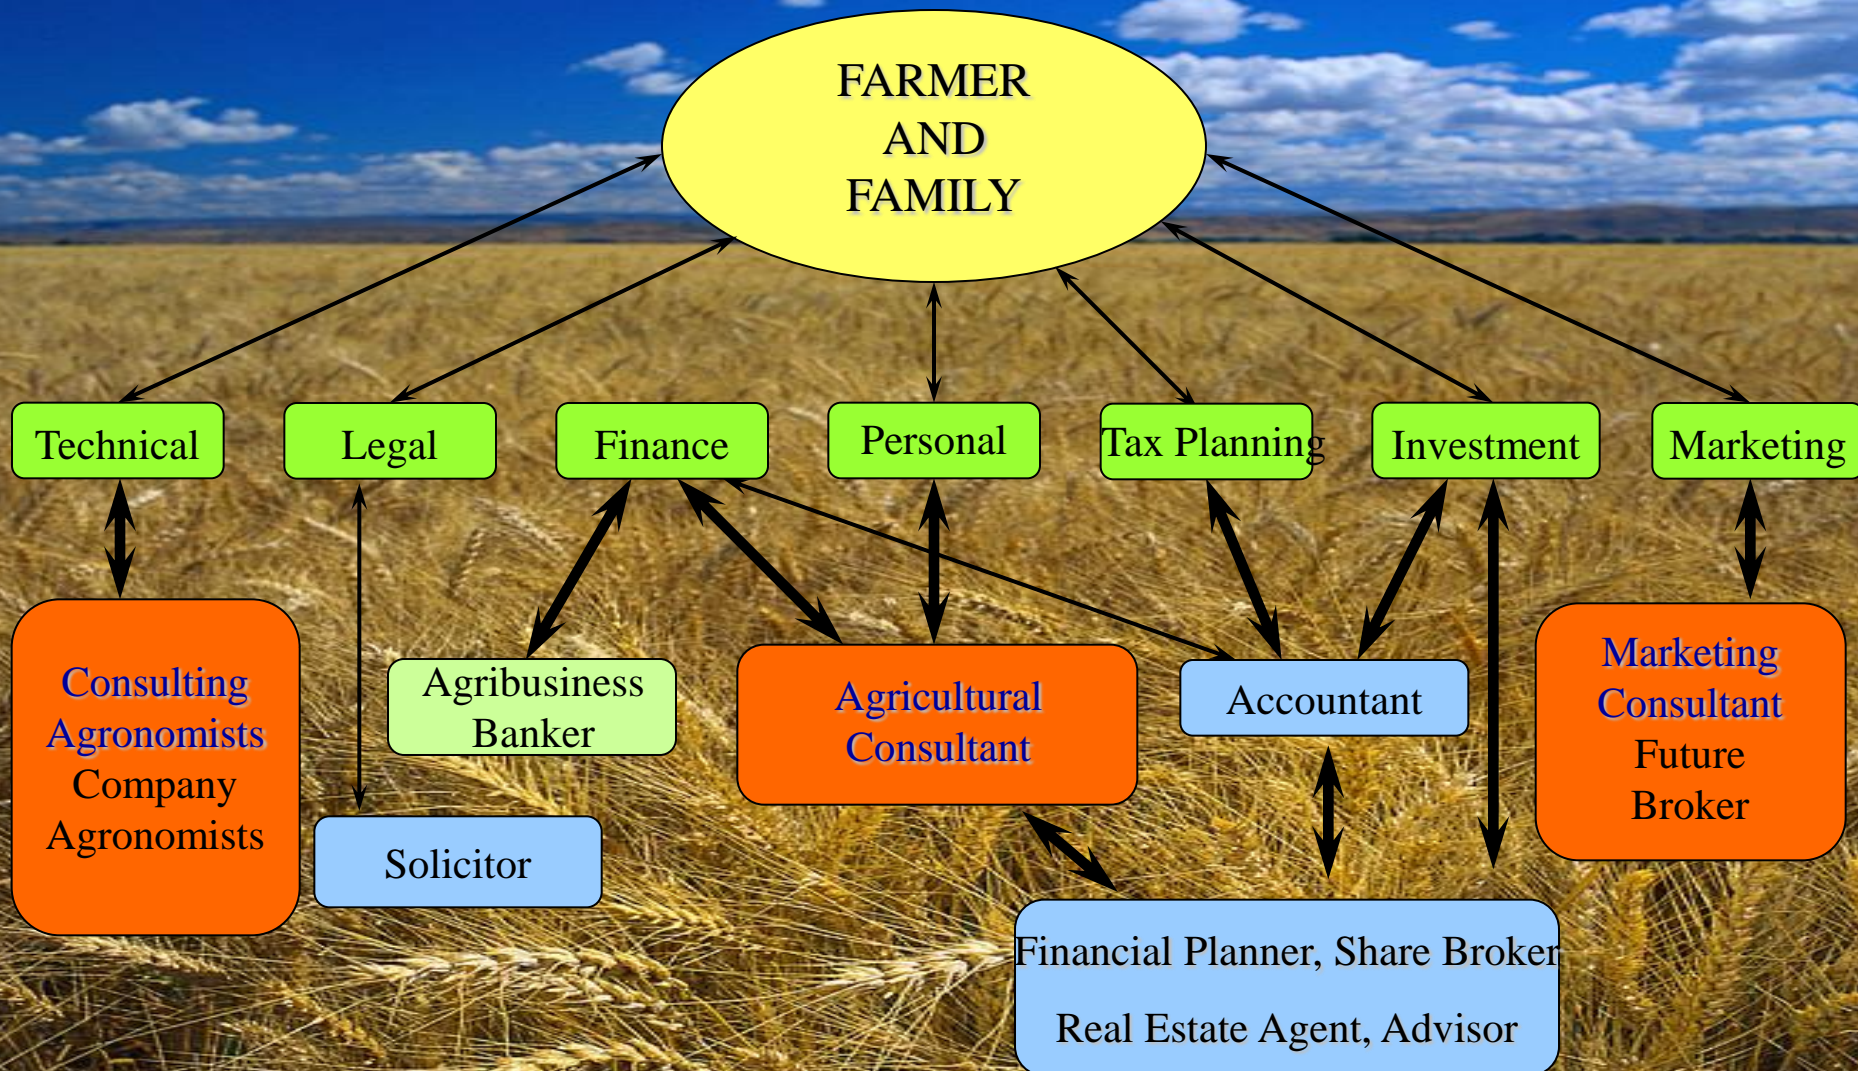 FARMER
AND
FAMILY
Technical
Legal
Finance
Personal
Tax Planning
Investment
Marketing
Consulting
Agronomists
Company
Agronomists
Agribusiness
Banker
Agricultural
Consultant
Accountant
Marketing
Consultant
Future
Broker
Solicitor
Financial Planner, Share Broker
Real Estate Agent, Advisor